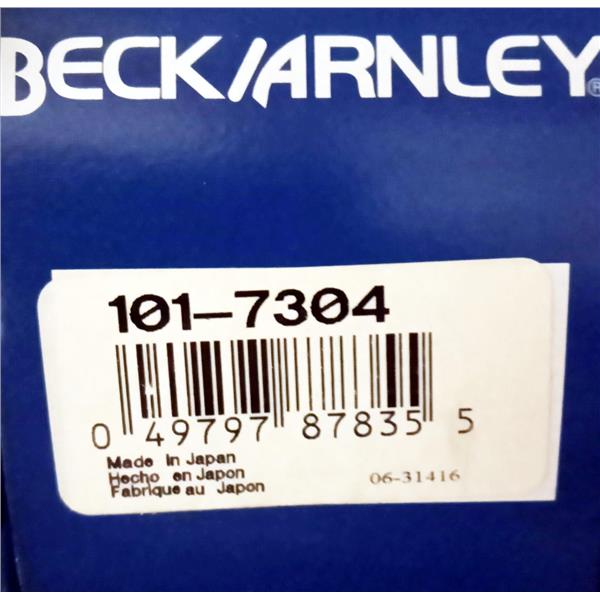 BECK/ARNLEY®
101-7304
0 49797 87835 5
Made in Japan
Hecho en Japon
Fabrique au Japon
06-31416